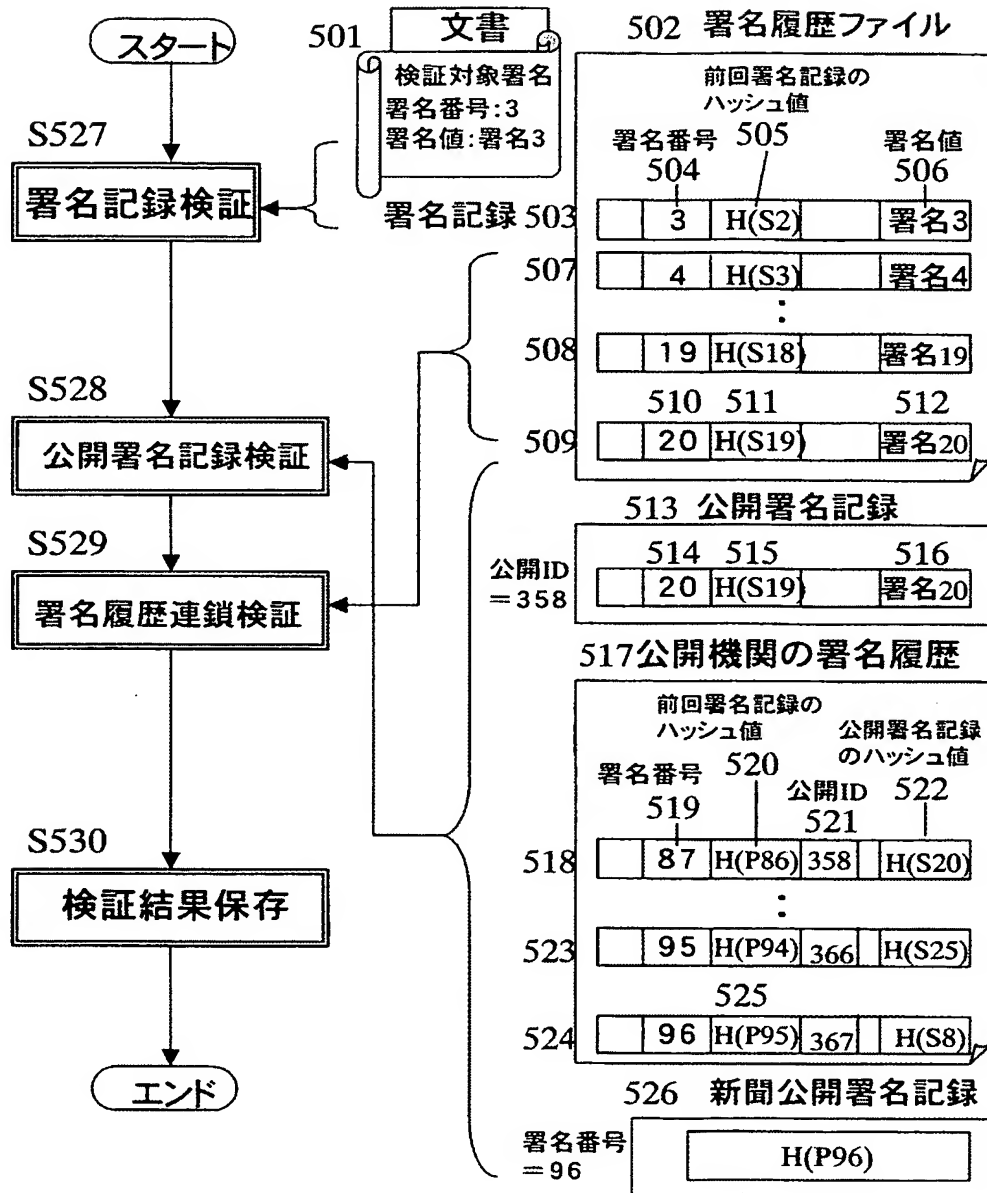 スタート
S527
署名記録検証
S528
公開署名記録検証
S529
署名履歴連鎖検証
S530
検証結果保存
エンド
501
文書
検証対象署名
署名番号:3
署名値:署名3
502 署名履歴ファイル
前回署名記録の
ハッシュ値
署名番号 505 署名値
504 506
署名記録 503 3 H(S2) 署名3
507 4 H(S3) 署名4
:
508 19 H(S18) 署名19
510 511 512
509 20 H(S19) 署名20
513 公開署名記録
514 515 516
公開ID
=358
20 H(S19) 署名20
517公開機関の署名履歴
前回署名記録の
ハッシュ値
公開署名記録
のハッシュ値
署名番号 520 公開ID 522
519 521
518 87 H(P86) 358 H(S20)
:
523 95 H(P94) 366 H(S25)
525
524 96 H(P95) 367 H(S8)
526 新聞公開署名記録
署名番号
=96
H(P96)